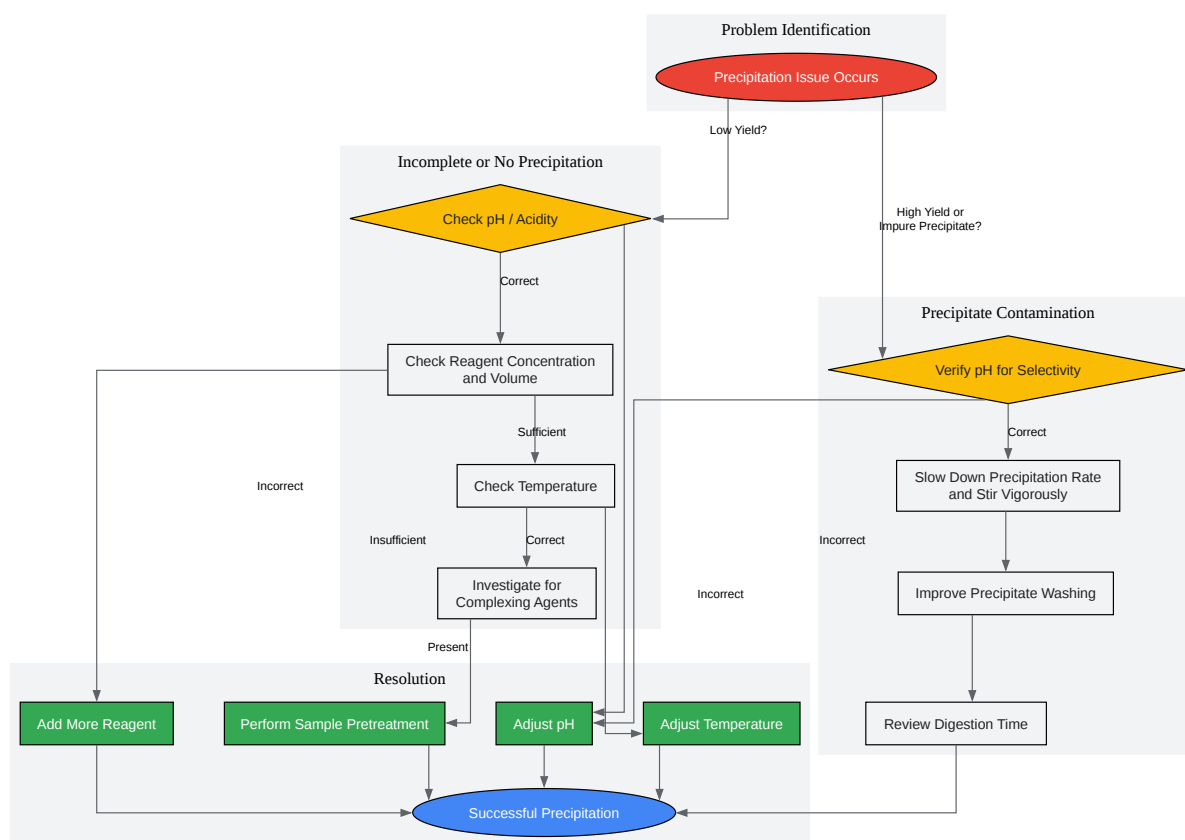 Problem Identification
Precipitation Issue Occurs
Low Yield?
Incomplete or No Precipitation
Check pH / Acidity
High Yield or
Impure Precipitate?
Correct
Precipitate Contamination
Check Reagent Concentration
and Volume
Verify pH for Selectivity
Sufficient
Correct
Incorrect
Check Temperature
Slow Down Precipitation Rate
and Stir Vigorously
Insufficient
Correct
Incorrect
Investigate for
Complexing Agents
Incorrect
Improve Precipitate Washing
Present
Resolution
Add More Reagent
Perform Sample Pretreatment
Adjust pH
Adjust Temperature
Review Digestion Time
Successful Precipitation